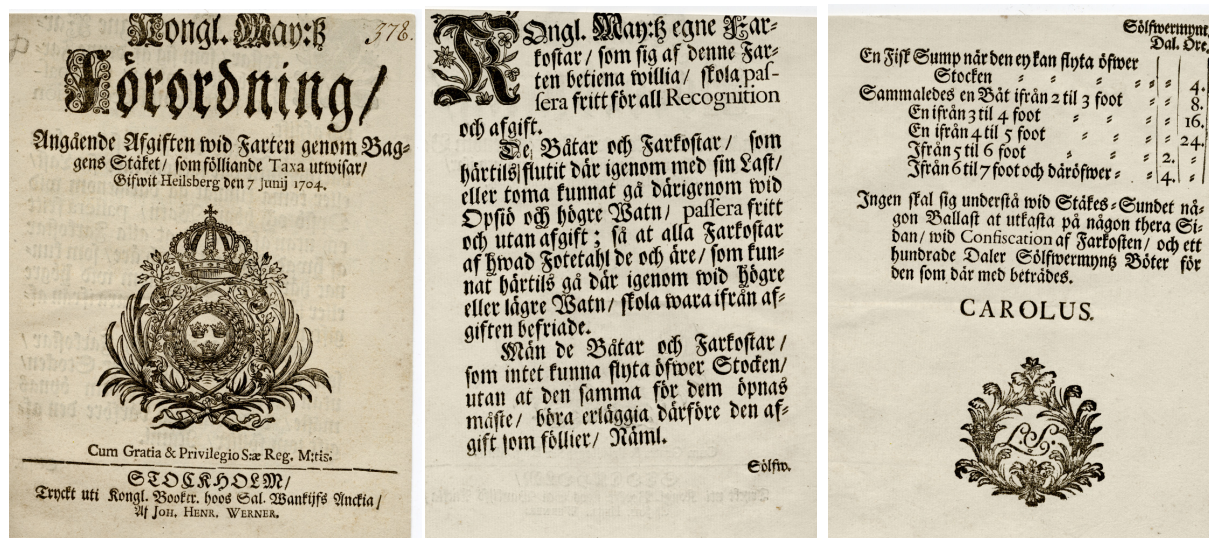 Kongl. May:tz
378.
Förordning/
Angående Afgiften wid Farten genom Bag-
gens Stäket/ som fölliande Taxa utwisar/
Gifwit Heilsberg den 7 Junij 1704.
Cum Gratia & Privilegio Sæ Reg. M:tis.
STOCKHOLM/
Tryckt uti Kongl. Booktr. hoos Sal. Wankijfs Änckia/
Af JOH. HENR. WERNER.
KOngl. May:tz egne Far-
kostar/ som sig af denne Far-
ten betiena willia/ skola pas-
sera fritt för all Recognition
och afgift.
De Båtar och Farkostar/ som
härtils flutit där igenom med sin Last/
eller toma kunnat gå därigenom wid
Opsiö och högre Watn/ passera fritt
och utan afgift; så at alla Farkostar
af hwad Fotetahl de och äre/ som kun-
nat härtils gå där igenom wid högre
eller lägre Watn/ skola wara ifrån af-
giften befriade.
Män de Båtar och Farkostar/
som intet kunna flyta öfwer Stocken/
utan at den samma för dem öpnas
måste/ böra erläggia därföre den af-
gift som föllier/ Näml.
Sölfw.
Sölfwermynt.
Dal. Öre.
En Fisk Sump när den ey kan flyta öfwer
Stocken = = = = = = 4.
Sammaledes en Båt ifrån 2 til 3 foot = = 8.
En ifrån 3 til 4 foot = = = = = 16.
En ifrån 4 til 5 foot = = = = = 24.
Ifrån 5 til 6 foot = = = = 2. =
Ifrån 6 til 7 foot och däröfwer = = 4. =
Ingen skal sig understå wid Stäkes-Sundet nå-
gon Ballast at utkasta på någon thera Si-
dan/ wid Confiscation af Farkosten/ och ett
hundrade Daler Sölfwermyntz Böter för
den som där med beträdes.
CAROLUS.
L.S.